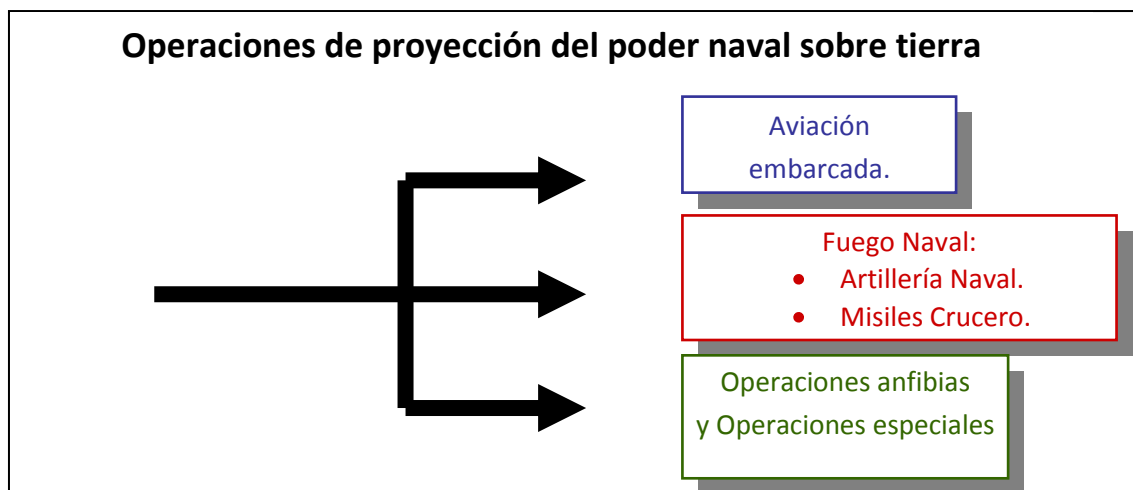 Operaciones de proyección del poder naval sobre tierra
Aviación
embarcada.
Fuego Naval:
• Artillería Naval.
• Misiles Crucero.
Operaciones anfibias
y Operaciones especiales